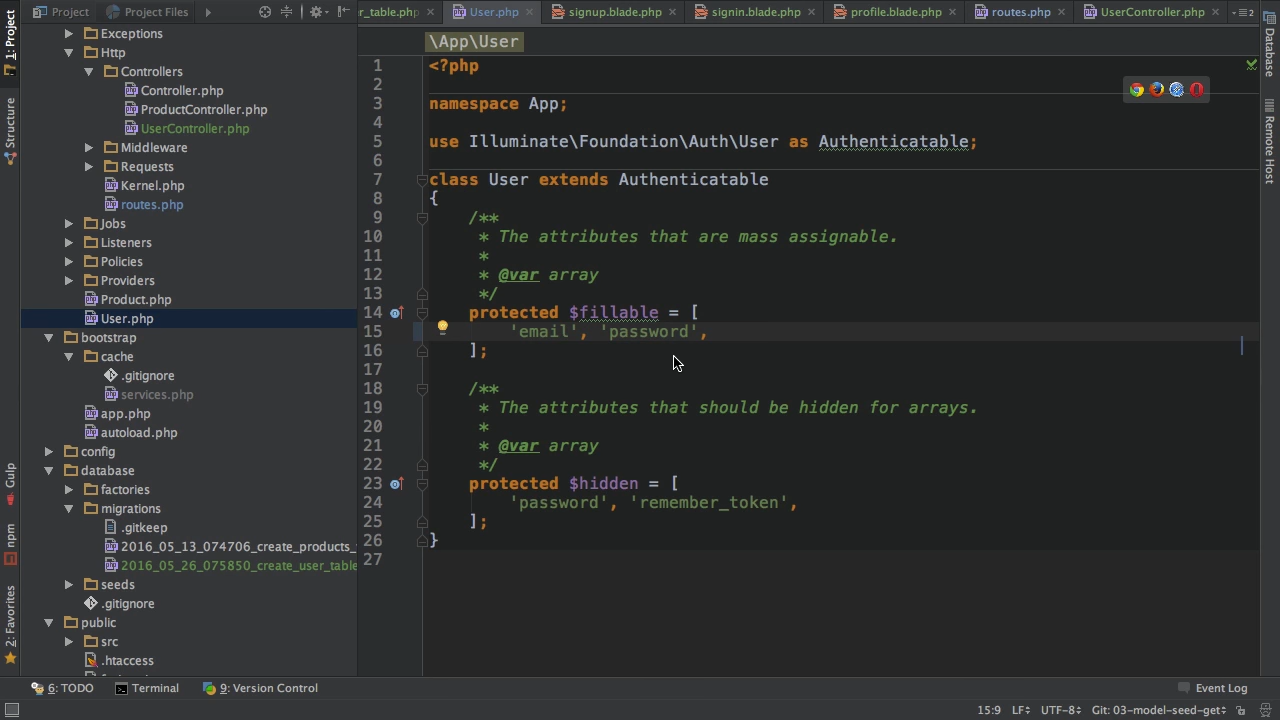 Project
Project Files
r_table.php
User.php
signup.blade.php
signin.blade.php
profile.blade.php
routes.php
UserController.php
2
1: Project
Structure
Gulp
npm
2: Favorites
Exceptions
Http
Controllers
Controller.php
ProductController.php
UserController.php
Middleware
Requests
Kernel.php
routes.php
Jobs
Listeners
Policies
Providers
Product.php
User.php
bootstrap
cache
.gitignore
services.php
app.php
autoload.php
config
database
factories
migrations
.gitkeep
2016_05_13_074706_create_products_
2016_05_26_075850_create_user_table
seeds
.gitignore
public
src
.htaccess
\App\User
1 <?php
2
3 namespace App;
4
5 use Illuminate\Foundation\Auth\User as Authenticatable;
6
7 class User extends Authenticatable
8 {
9 /**
10 * The attributes that are mass assignable.
11 *
12 * @var array
13 */
14 protected $fillable = [
15 'email', 'password',
16 ];
17
18 /**
19 * The attributes that should be hidden for arrays.
20 *
21 * @var array
22 */
23 protected $hidden = [
24 'password', 'remember_token',
25 ];
26 }
27
Database
Remote Host
6: TODO
Terminal
9: Version Control
Event Log
15:9
LF
UTF-8
Git: 03-model-seed-get